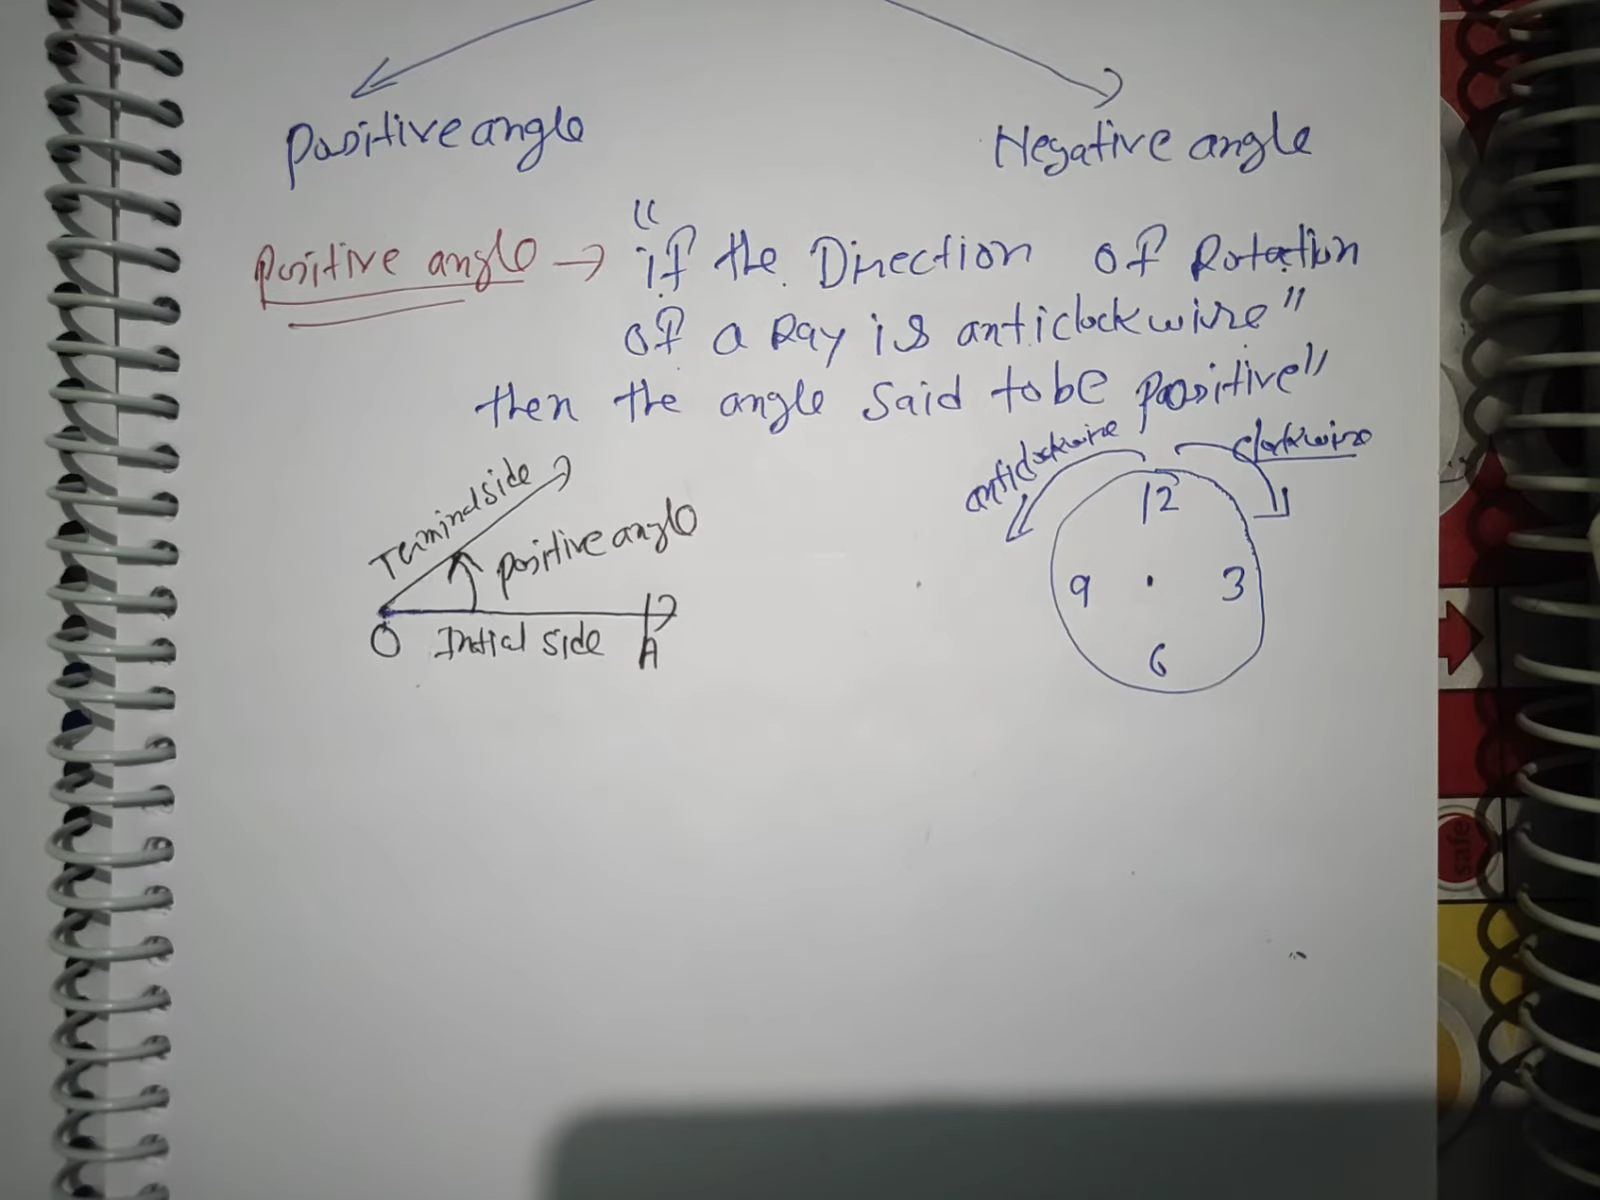 Positive angle
Negative angle
Positive angle → "if the Direction of Rotation
of a Ray is anticlockwise"
then the angle said to be positive"
anticlockwise
clockwise
Terminal side
positive angle
O Initial side A
12
9 3
6
safe